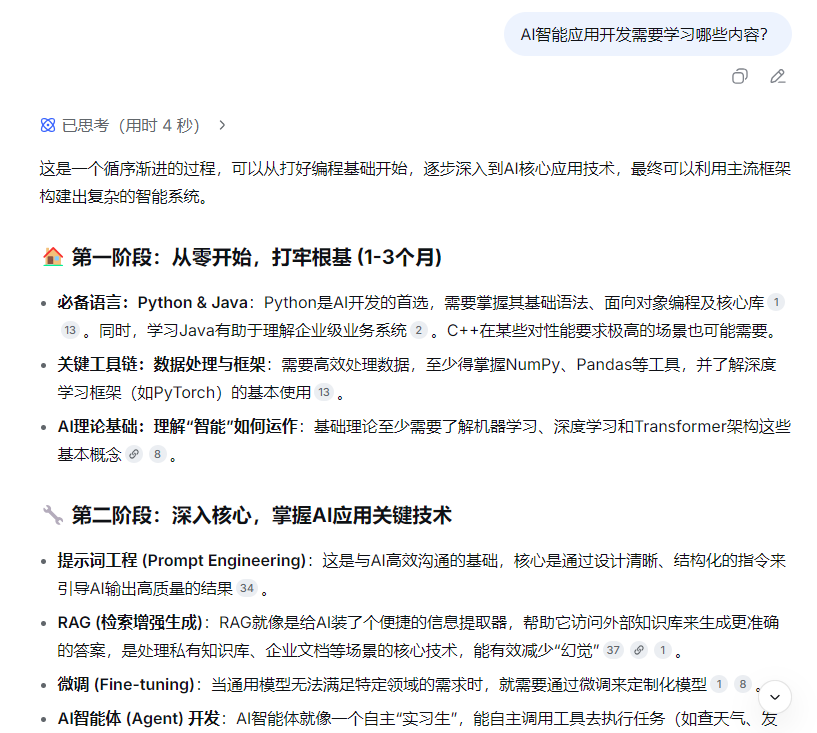 AI智能应用开发需要学习哪些内容？
已思考（用时 4 秒）
这是一个循序渐进的过程，可以从打好编程基础开始，逐步深入到AI核心应用技术，最终可以利用主流框架
构建出复杂的智能系统。
🏠 第一阶段：从零开始，打牢根基 (1-3个月)
• 必备语言：Python & Java：Python是AI开发的首选，需要掌握其基础语法、面向对象编程及核心库 1
13 。同时，学习Java有助于理解企业级业务系统 2 。C++在某些对性能要求极高的场景也可能需要。
• 关键工具链：数据处理与框架：需要高效处理数据，至少得掌握NumPy、Pandas等工具，并了解深度
学习框架（如PyTorch）的基本使用 13 。
• AI理论基础：理解“智能”如何运作：基础理论至少需要了解机器学习、深度学习和Transformer架构这些
基本概念 8 。
🔧 第二阶段：深入核心，掌握AI应用关键技术
• 提示词工程 (Prompt Engineering)：这是与AI高效沟通的基础，核心是通过设计清晰、结构化的指令来
引导AI输出高质量的结果 34 。
• RAG (检索增强生成)：RAG就像是给AI装了个便捷的信息提取器，帮助它访问外部知识库来生成更准确
的答案，是处理私有知识库、企业文档等场景的核心技术，能有效减少“幻觉” 37 1 。
• 微调 (Fine-tuning)：当通用模型无法满足特定领域的需求时，就需要通过微调来定制化模型 1 8 。
• AI智能体 (Agent) 开发：AI智能体就像一个自主“实习生”，能自主调用工具去执行任务（如查天气、发